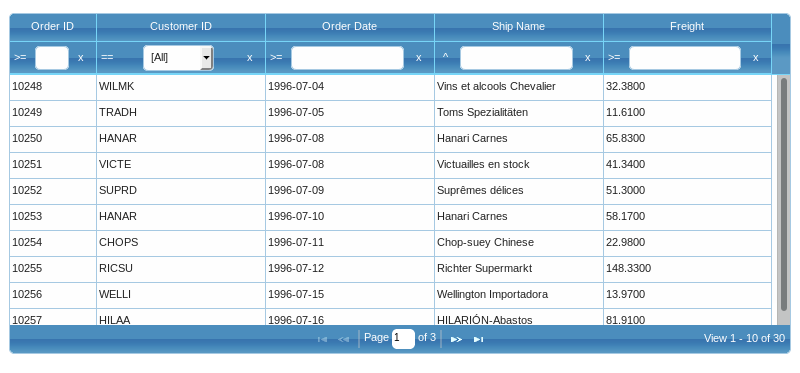 Order ID Customer ID Order Date Ship Name Freight
>= x == [All] x >= x ^ x >= x
10248 WILMK 1996-07-04 Vins et alcools Chevalier 32.3800
10249 TRADH 1996-07-05 Toms Spezialitäten 11.6100
10250 HANAR 1996-07-08 Hanari Carnes 65.8300
10251 VICTE 1996-07-08 Victuailles en stock 41.3400
10252 SUPRD 1996-07-09 Suprêmes délices 51.3000
10253 HANAR 1996-07-10 Hanari Carnes 58.1700
10254 CHOPS 1996-07-11 Chop-suey Chinese 22.9800
10255 RICSU 1996-07-12 Richter Supermarkt 148.3300
10256 WELLI 1996-07-15 Wellington Importadora 13.9700
10257 HILAA 1996-07-16 HILARIÓN-Abastos 81.9100
Page 1 of 3 View 1 - 10 of 30